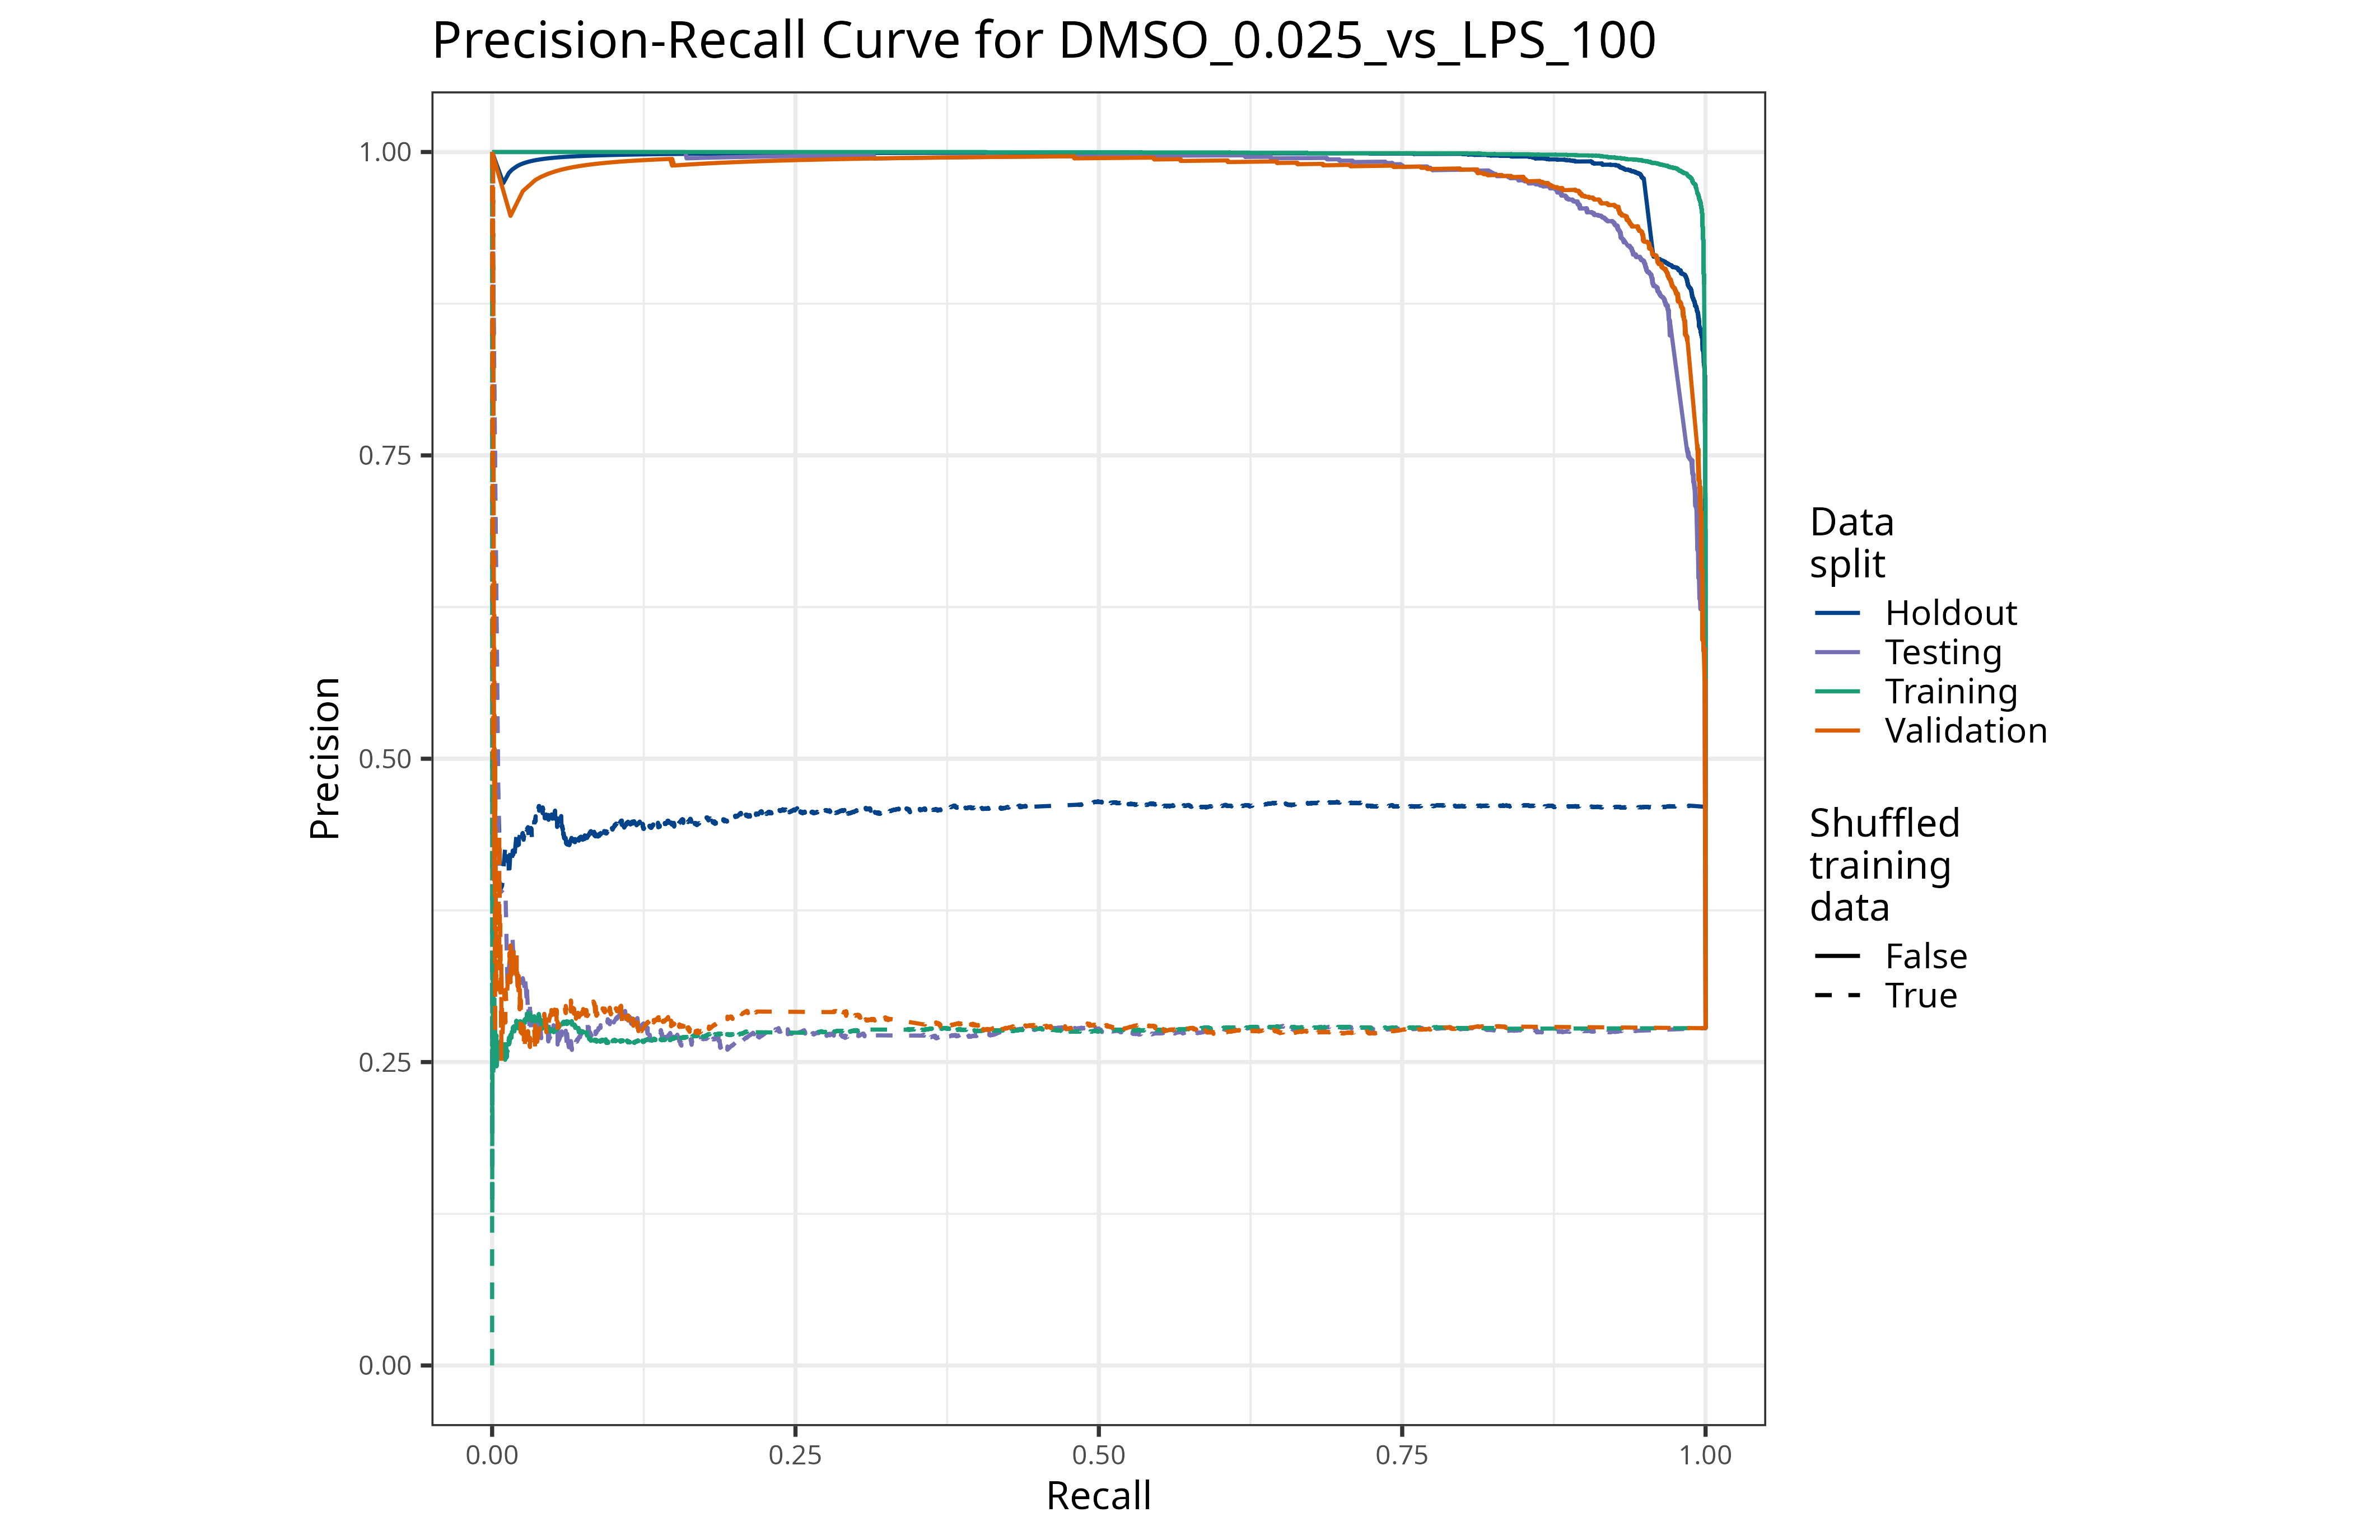 Precision-Recall Curve for DMSO_0.025_vs_LPS_100
1.00
0.75
0.50
0.25
0.00
Precision
0.00 0.25 0.50 0.75 1.00
Recall
Data
split
Holdout
Testing
Training
Validation
Shuffled
training
data
False
True